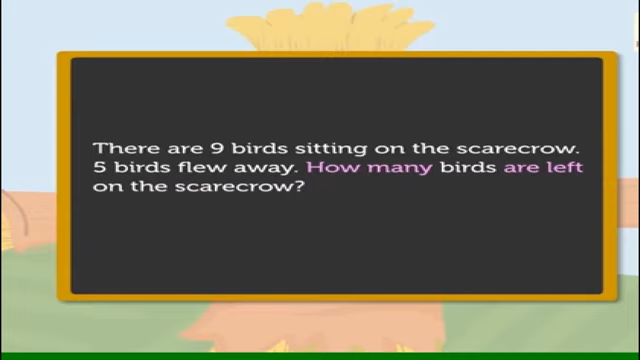 There are 9 birds sitting on the scarecrow.
5 birds flew away. How many birds are left
on the scarecrow?